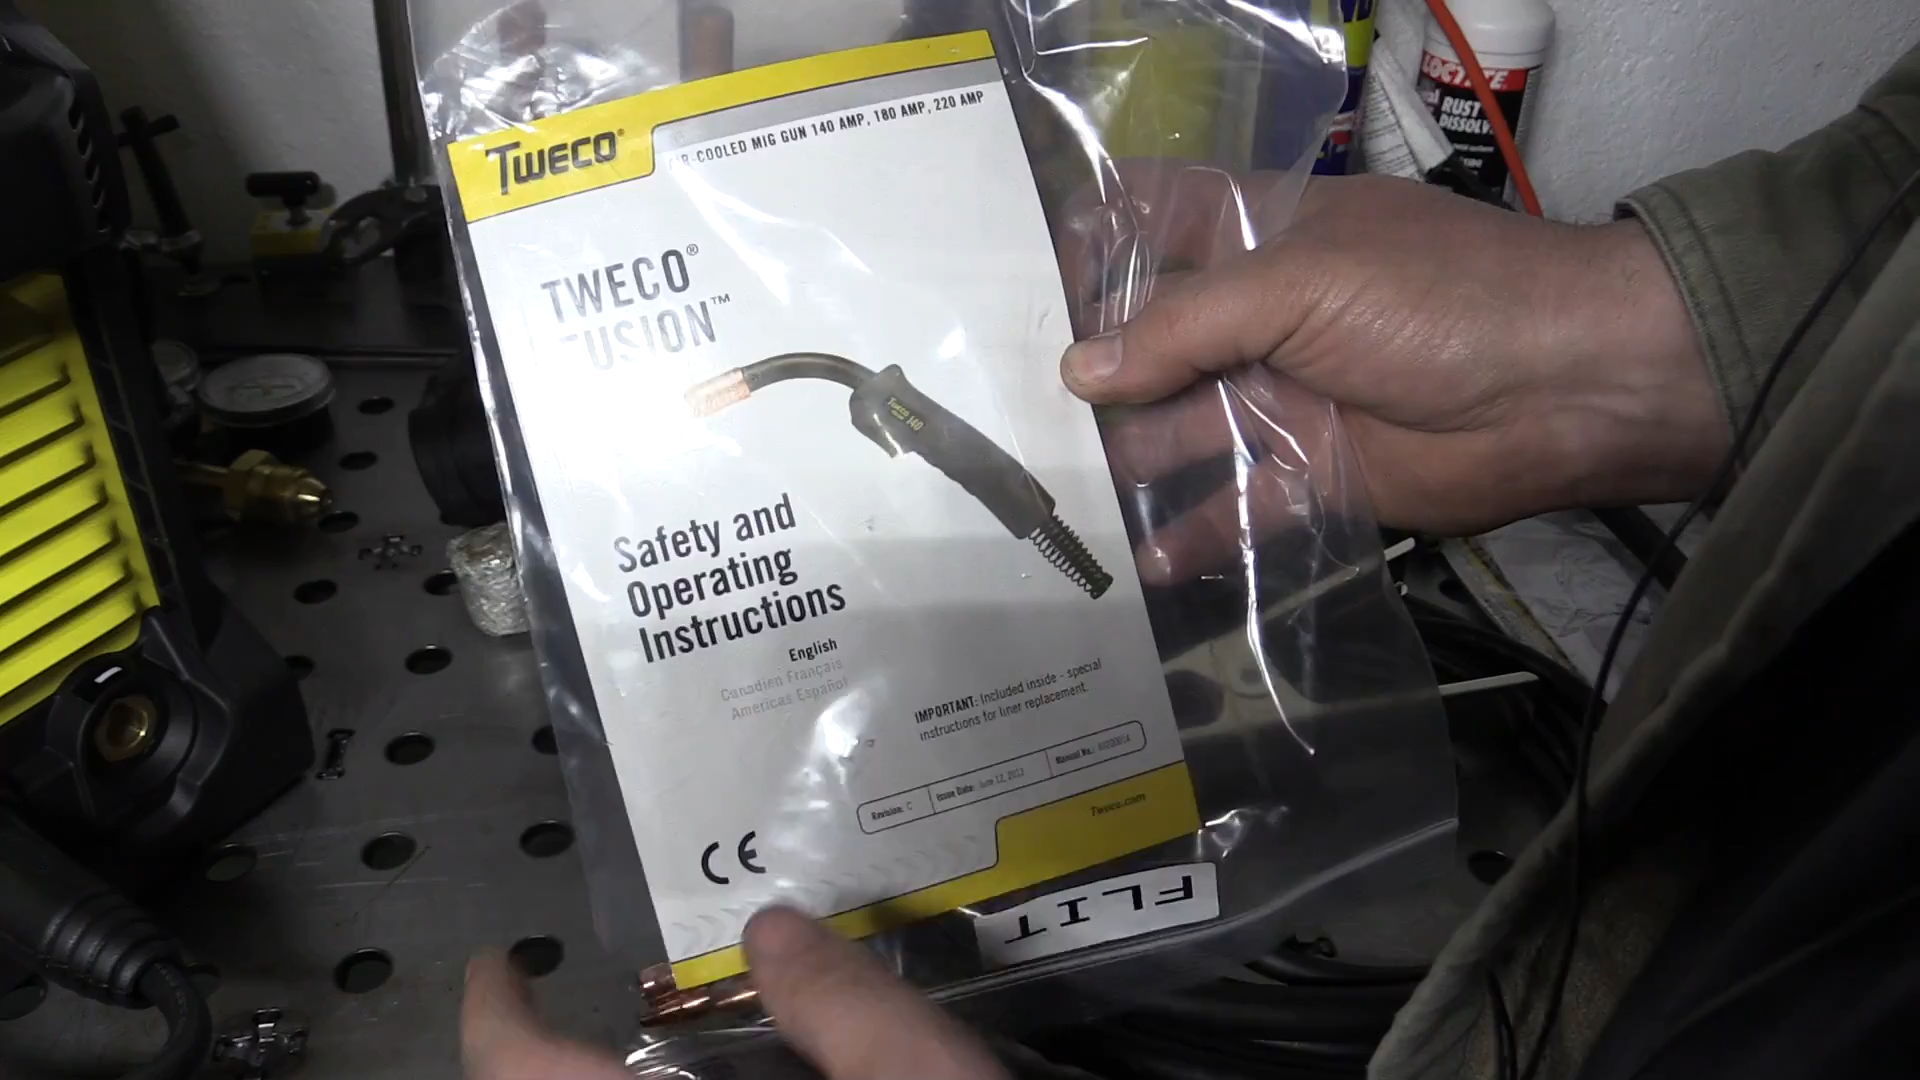 TWECO®
AIR-COOLED MIG GUN 140 AMP, 180 AMP, 220 AMP
TWECO®
FUSION™
Tweco
140
Safety and
Operating
Instructions
English
Canadien Français
Americas Español
IMPORTANT: Included inside - special
instructions for liner replacement.
Revision: C
Issue Date: June 12, 2013
Manual No.:
Tweco.com
CE
FLIT
LOCTITE
RUST
DISSOLV